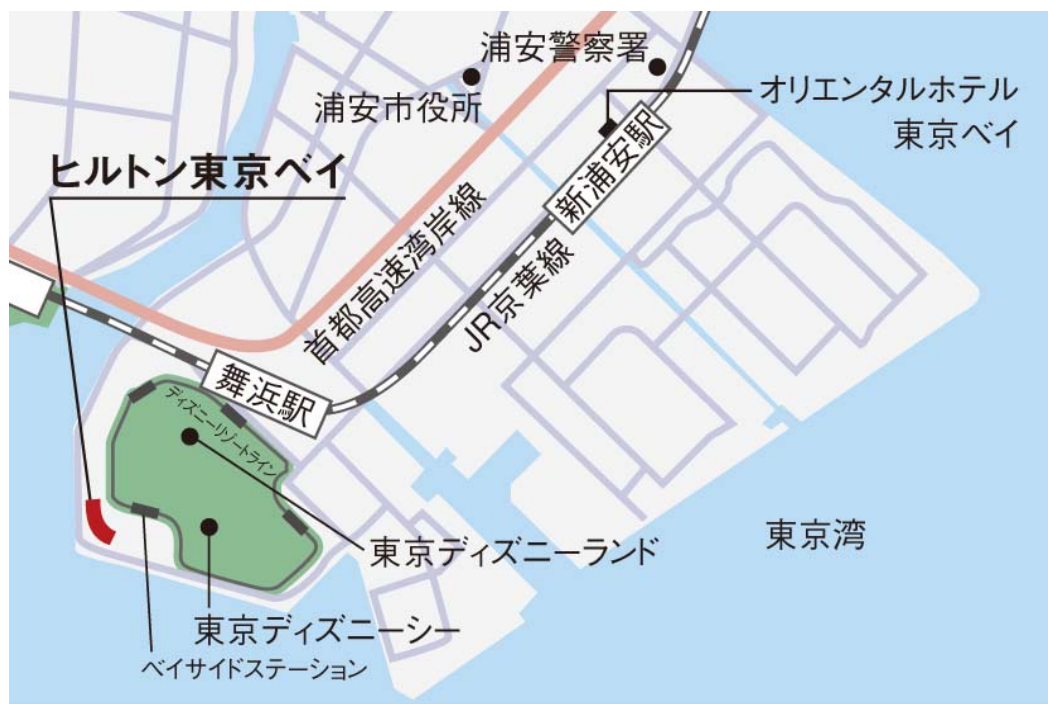 浦安警察署
浦安市役所
オリエンタルホテル
東京ベイ
ヒルトン東京ベイ
新浦安駅
首都高速湾岸線
JR京葉線
舞浜駅
ディズニーリゾートライン
東京湾
東京ディズニーランド
東京ディズニーシー
ベイサイドステーション